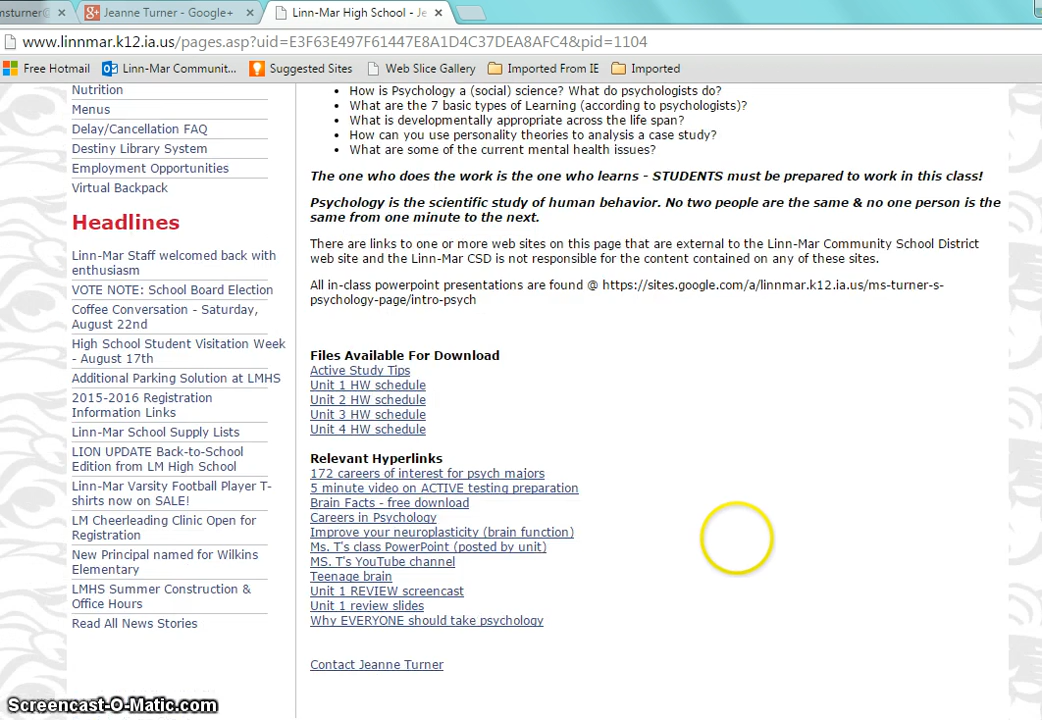 msturner@
Jeanne Turner - Google+
Linn-Mar High School - Je
www.linnmar.k12.ia.us/pages.asp?uid=E3F63E497F61447E8A1D4C37DEA8AFC4&pid=1104
Free Hotmail
Linn-Mar Communit...
Suggested Sites
Web Slice Gallery
Imported From IE
Imported
Nutrition
Menus
Delay/Cancellation FAQ
Destiny Library System
Employment Opportunities
Virtual Backpack
Headlines
Linn-Mar Staff welcomed back with
enthusiasm
VOTE NOTE: School Board Election
Coffee Conversation - Saturday,
August 22nd
High School Student Visitation Week
- August 17th
Additional Parking Solution at LMHS
2015-2016 Registration
Information Links
Linn-Mar School Supply Lists
LION UPDATE Back-to-School
Edition from LM High School
Linn-Mar Varsity Football Player T-
shirts now on SALE!
LM Cheerleading Clinic Open for
Registration
New Principal named for Wilkins
Elementary
LMHS Summer Construction &
Office Hours
Read All News Stories
• How is Psychology a (social) science? What do psychologists do?
• What are the 7 basic types of Learning (according to psychologists)?
• What is developmentally appropriate across the life span?
• How can you use personality theories to analysis a case study?
• What are some of the current mental health issues?
The one who does the work is the one who learns - STUDENTS must be prepared to work in this class!
Psychology is the scientific study of human behavior. No two people are the same & no one person is the
same from one minute to the next.
There are links to one or more web sites on this page that are external to the Linn-Mar Community School District
web site and the Linn-Mar CSD is not responsible for the content contained on any of these sites.
All in-class powerpoint presentations are found @ https://sites.google.com/a/linnmar.k12.ia.us/ms-turner-s-
psychology-page/intro-psych
Files Available For Download
Active Study Tips
Unit 1 HW schedule
Unit 2 HW schedule
Unit 3 HW schedule
Unit 4 HW schedule
Relevant Hyperlinks
172 careers of interest for psych majors
5 minute video on ACTIVE testing preparation
Brain Facts - free download
Careers in Psychology
Improve your neuroplasticity (brain function)
Ms. T's class PowerPoint (posted by unit)
MS. T's YouTube channel
Teenage brain
Unit 1 REVIEW screencast
Unit 1 review slides
Why EVERYONE should take psychology
Contact Jeanne Turner
Screencast-O-Matic.com